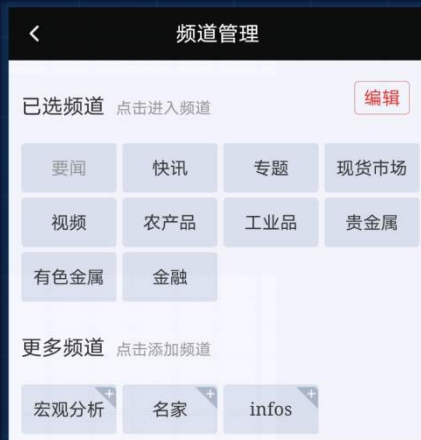 频道管理
已选频道 点击进入频道 编辑
要闻 快讯 专题 现货市场
视频 农产品 工业品 贵金属
有色金属 金融
更多频道 点击添加频道
宏观分析 名家 infos